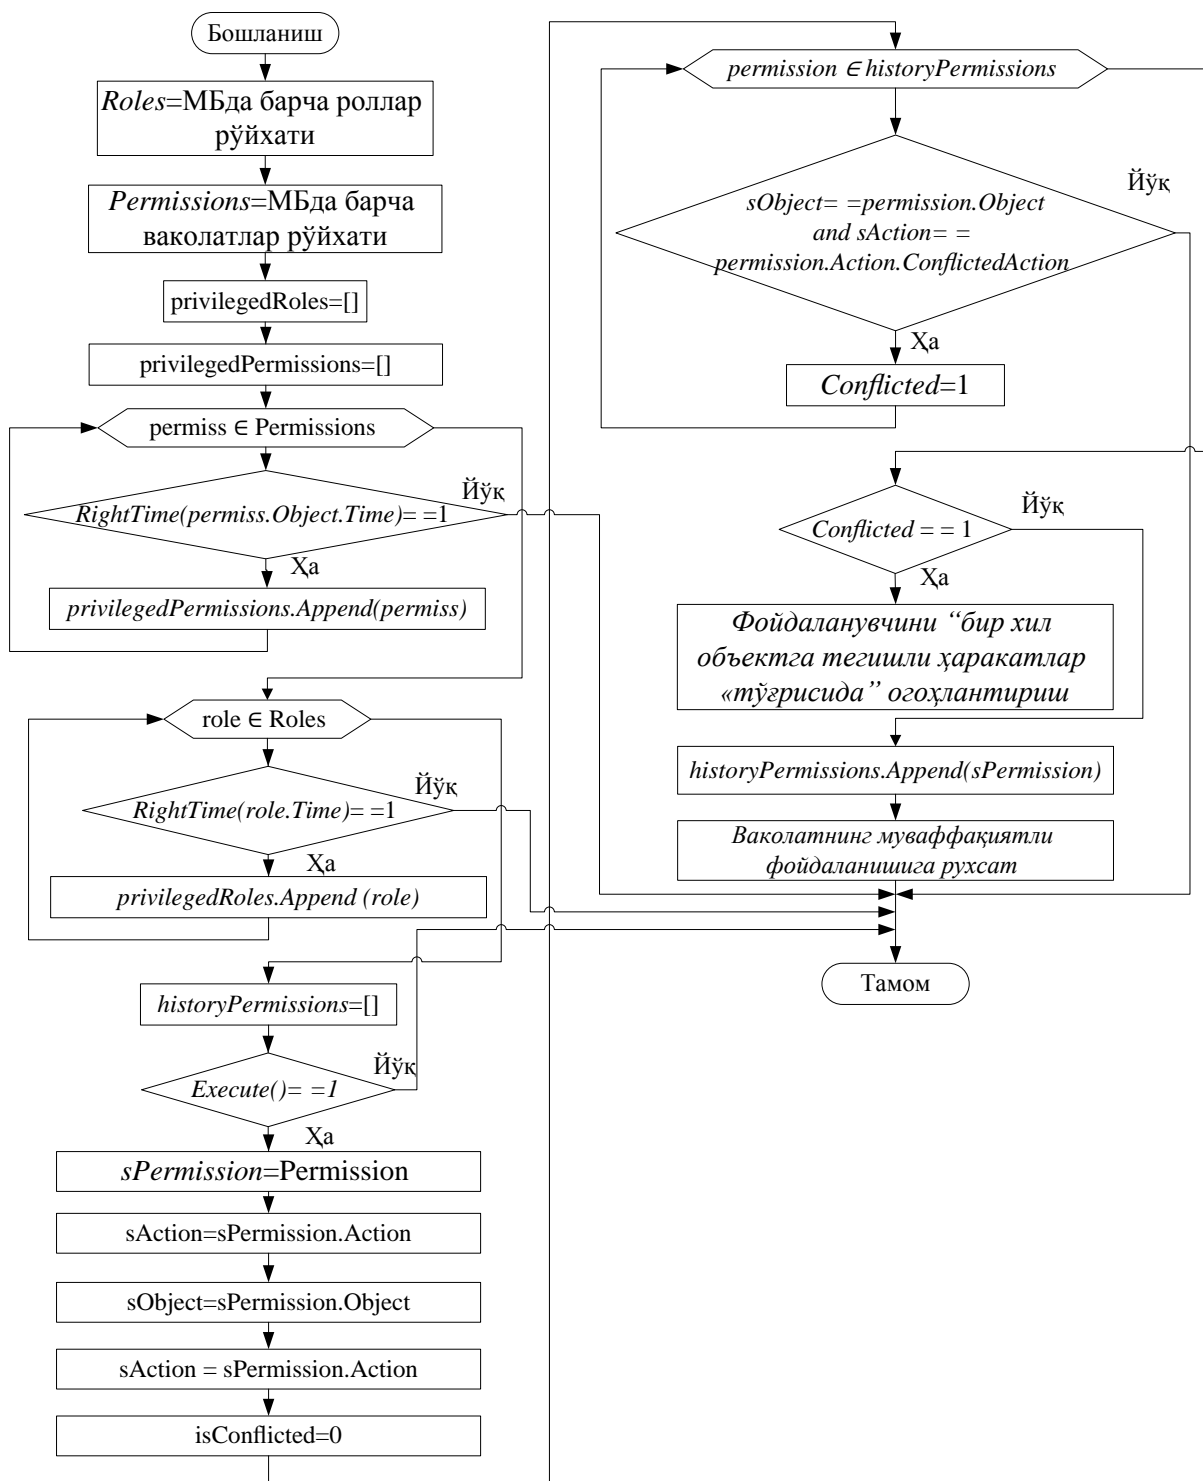 Бошланиш
Roles=МБда барча роллар
рўйхати
Permissions=МБда барча
ваколатлар рўйхати
privilegedRoles=[]
privilegedPermissions=[]
permiss ∈ Permissions
Йўқ
RightTime(permiss.Object.Time)= =1
Ҳа
privilegedPermissions.Append(permiss)
role ∈ Roles
Йўқ
RightTime(role.Time)= =1
Ҳа
privilegedRoles.Append (role)
historyPermissions=[]
Йўқ
Execute()= =1
Ҳа
sPermission=Permission
sAction=sPermission.Action
sObject=sPermission.Object
sAction = sPermission.Action
isConflicted=0
permission ∈ historyPermissions
Йўқ
sObject= =permission.Object
and sAction= =
permission.Action.ConflictedAction
Ҳа
Conflicted=1
Йўқ
Conflicted = = 1
Ҳа
Фойдаланувчини “бир хил
объектга тегишли ҳаракатлар
«тўғрисида” огоҳлантириш
historyPermissions.Append(sPermission)
Ваколатнинг муваффақиятли
фойдаланишига рухсат
Тамом